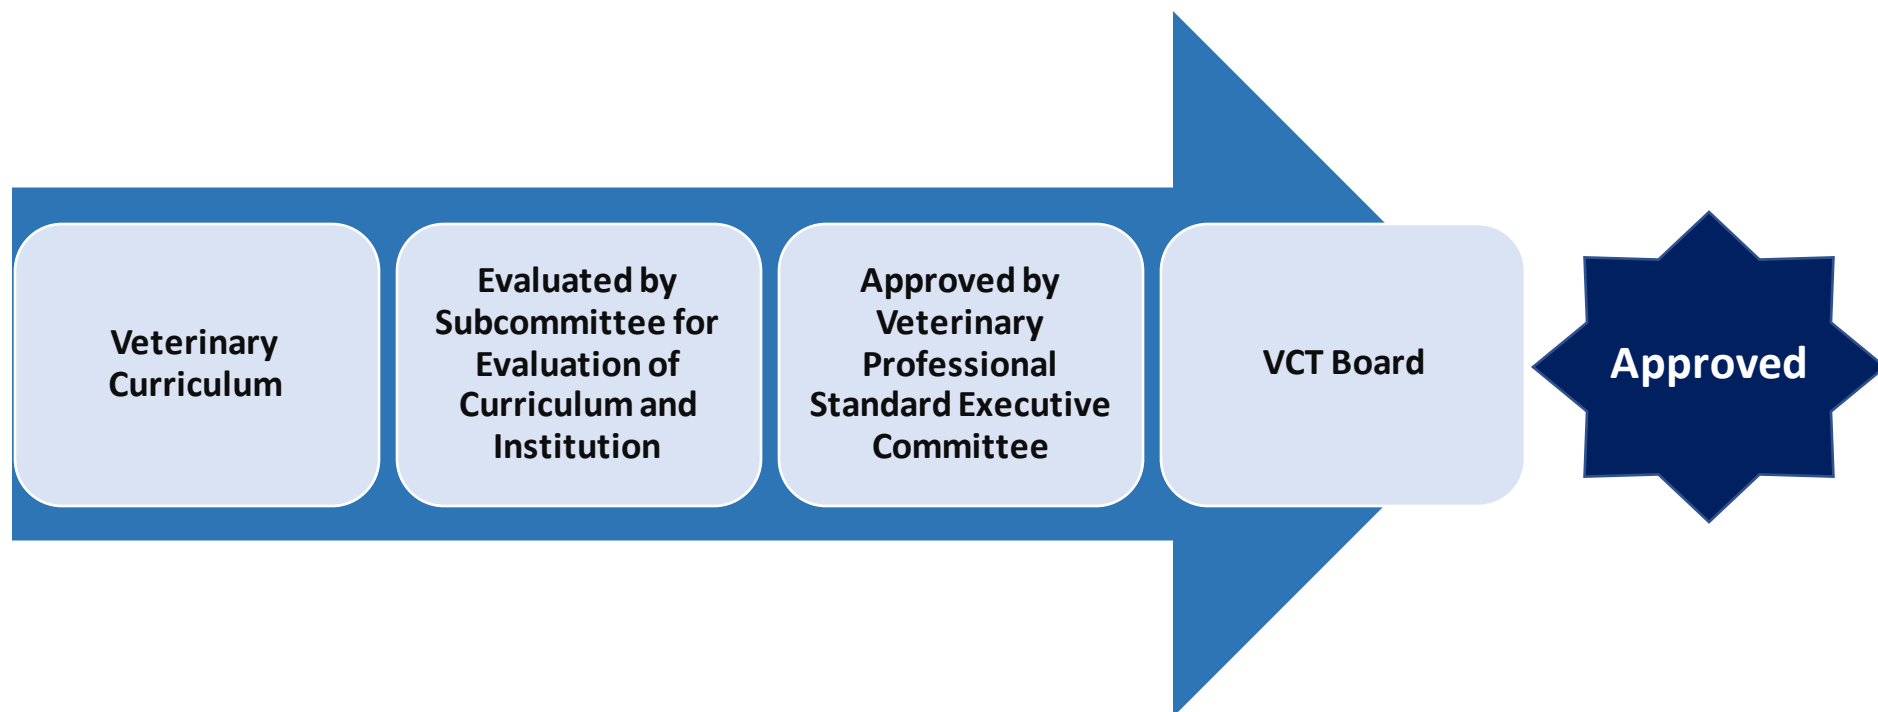 Veterinary
Curriculum
Evaluated by
Subcommittee for
Evaluation of
Curriculum and
Institution
Approved by
Veterinary
Professional
Standard Executive
Committee
VCT Board
Approved